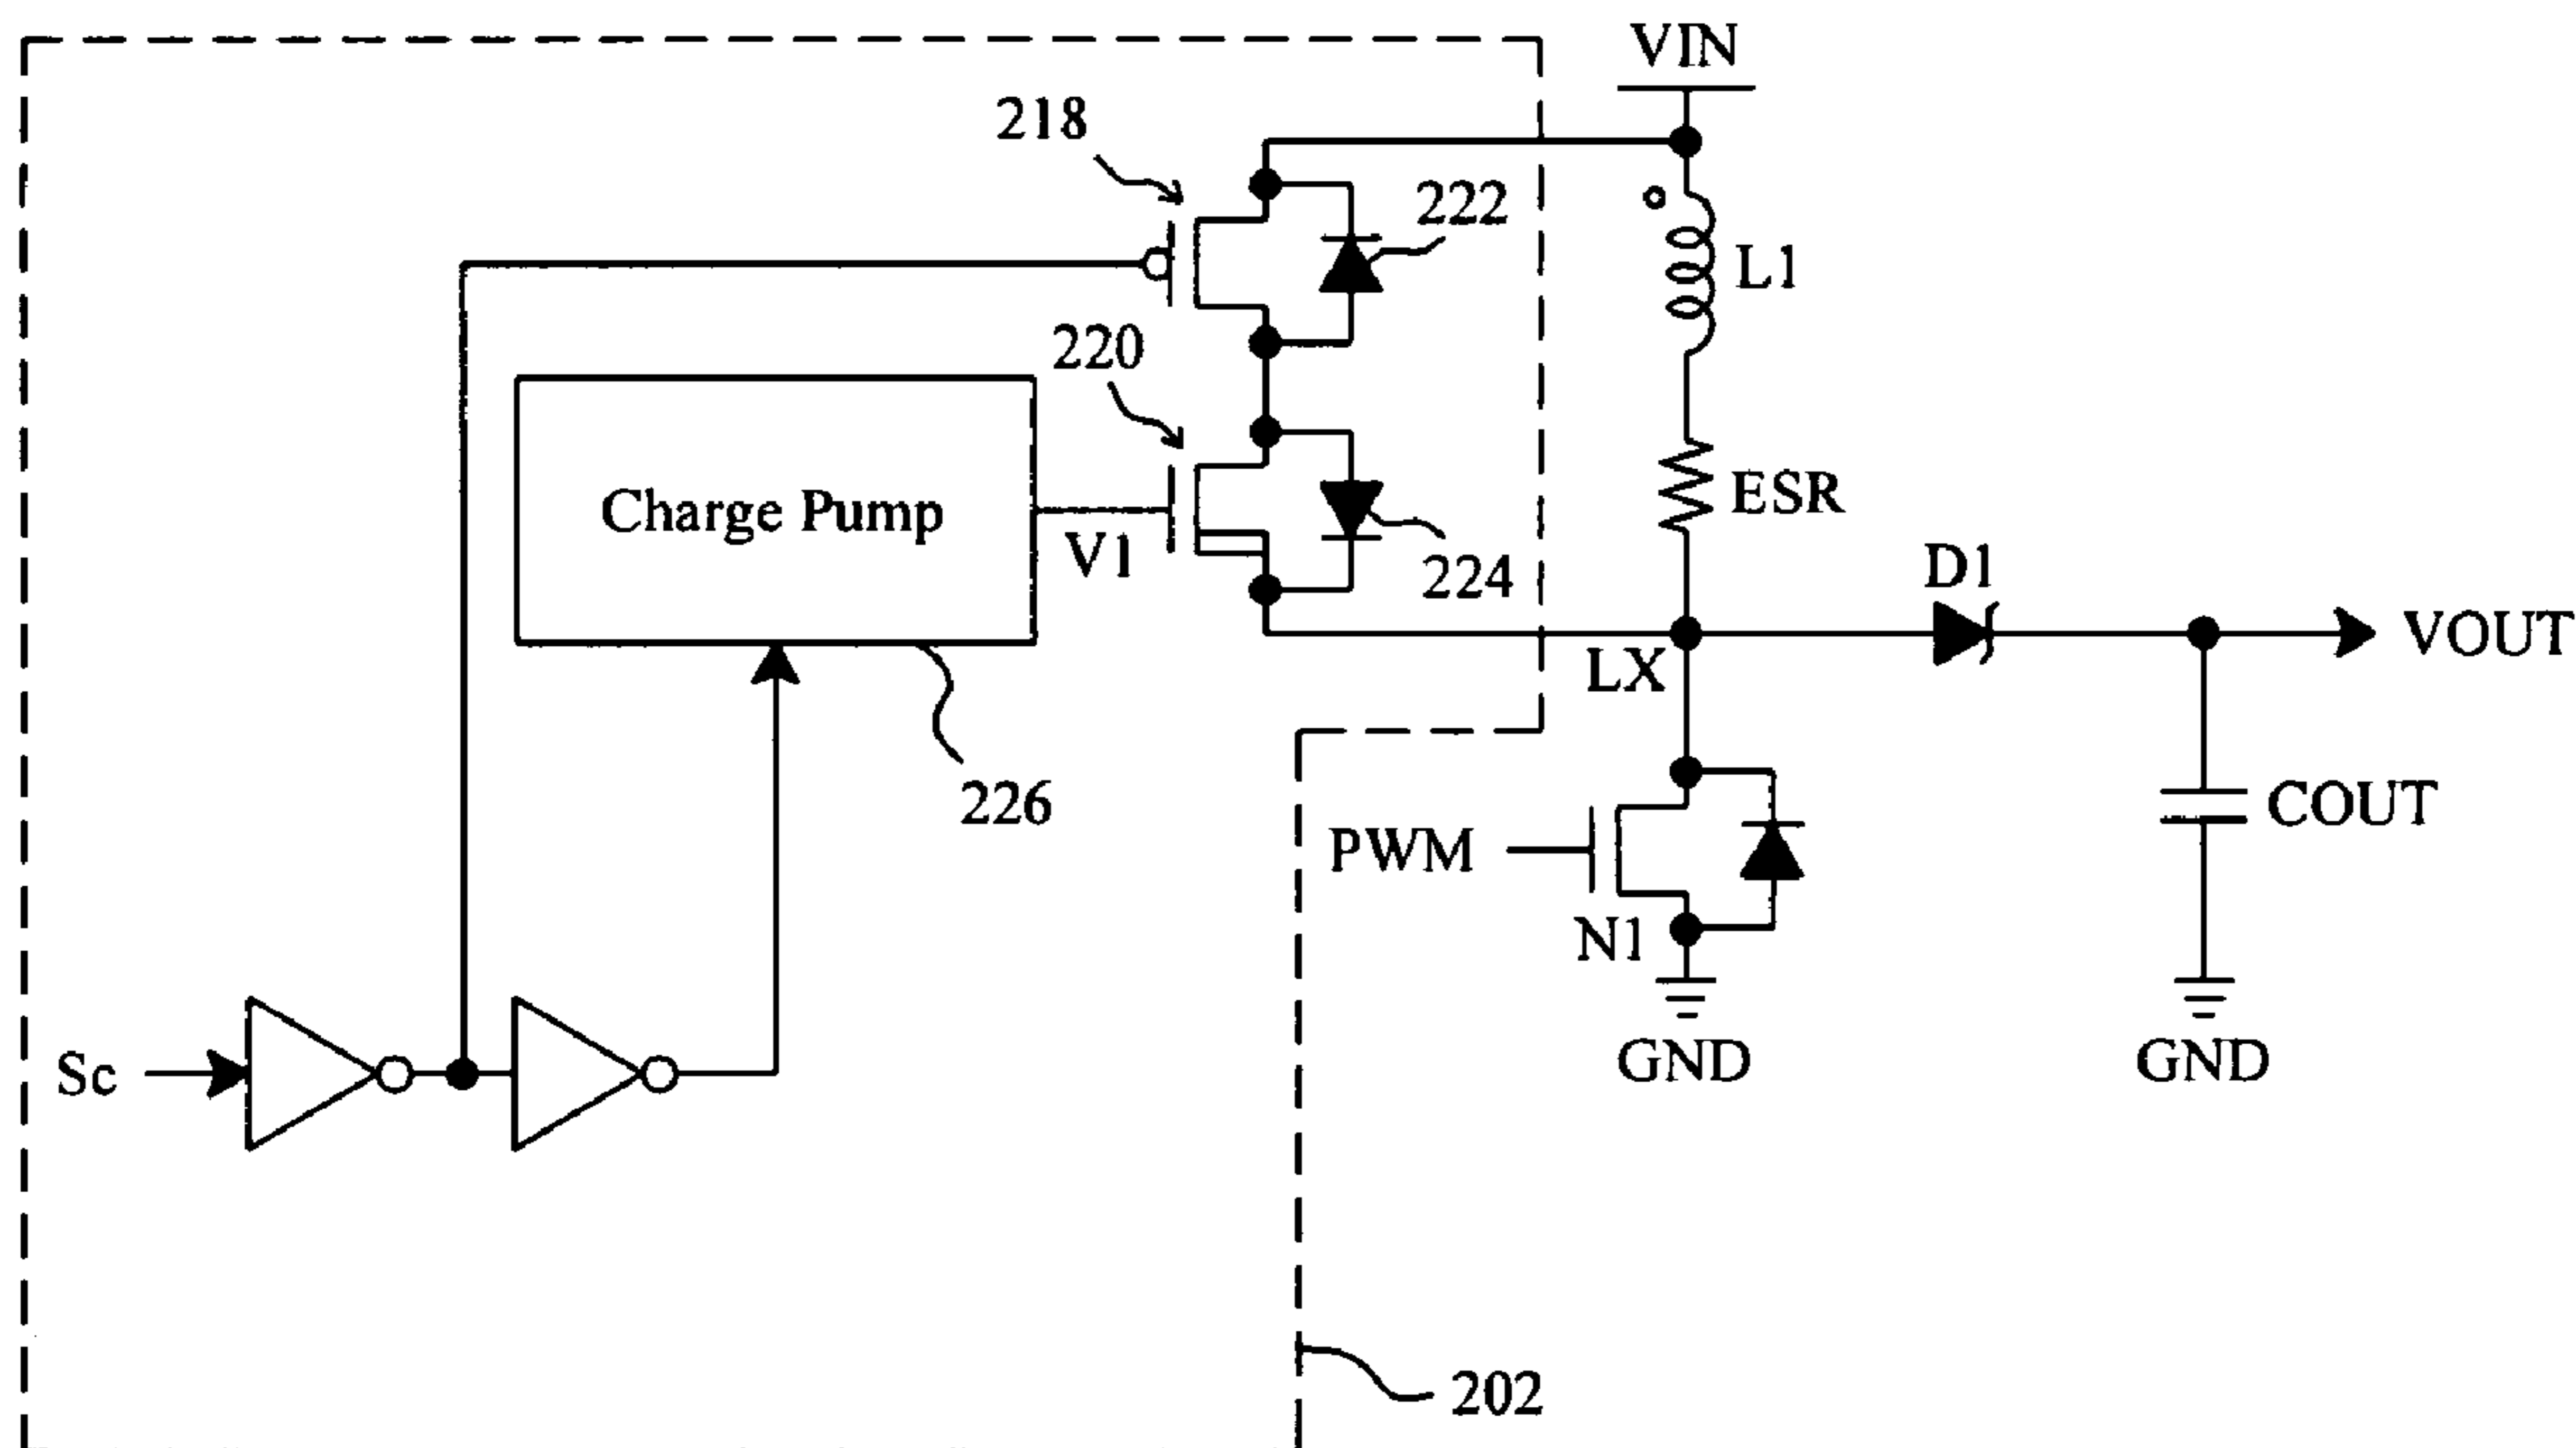 VIN
218
222
L1
220
ESR
Charge Pump
V1
224
D1
VOUT
LX
226
COUT
PWM
N1
Sc
GND
GND
202